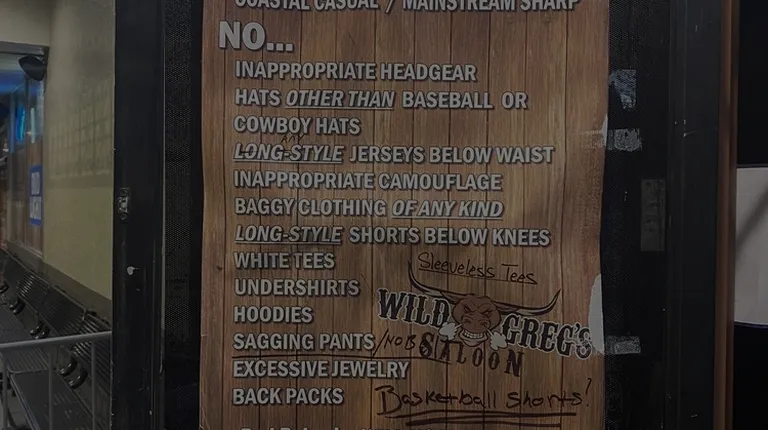 COASTAL CASUAL / MAINSTREAM SHARP
NO...
INAPPROPRIATE HEADGEAR
HATS OTHER THAN BASEBALL OR
COWBOY HATS
ANY
LONG-STYLE JERSEYS BELOW WAIST
INAPPROPRIATE CAMOUFLAGE
BAGGY CLOTHING OF ANY KIND
LONG-STYLE SHORTS BELOW KNEES
WHITE TEES
Sleeveless Tees
UNDERSHIRTS
HOODIES
WILD GREG'S
SALOON
SAGGING PANTS /NO B
EXCESSIVE JEWELRY
BACK PACKS
Basketball shorts!